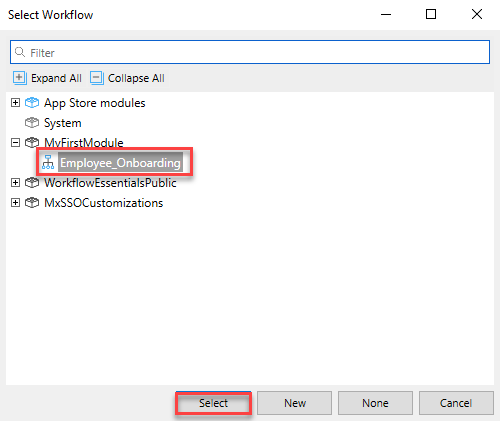 Select Workflow
Filter
Expand All Collapse All
App Store modules
System
MyFirstModule
Employee_Onboarding
WorkflowEssentialsPublic
MxSSOCustomizations
Select New None Cancel